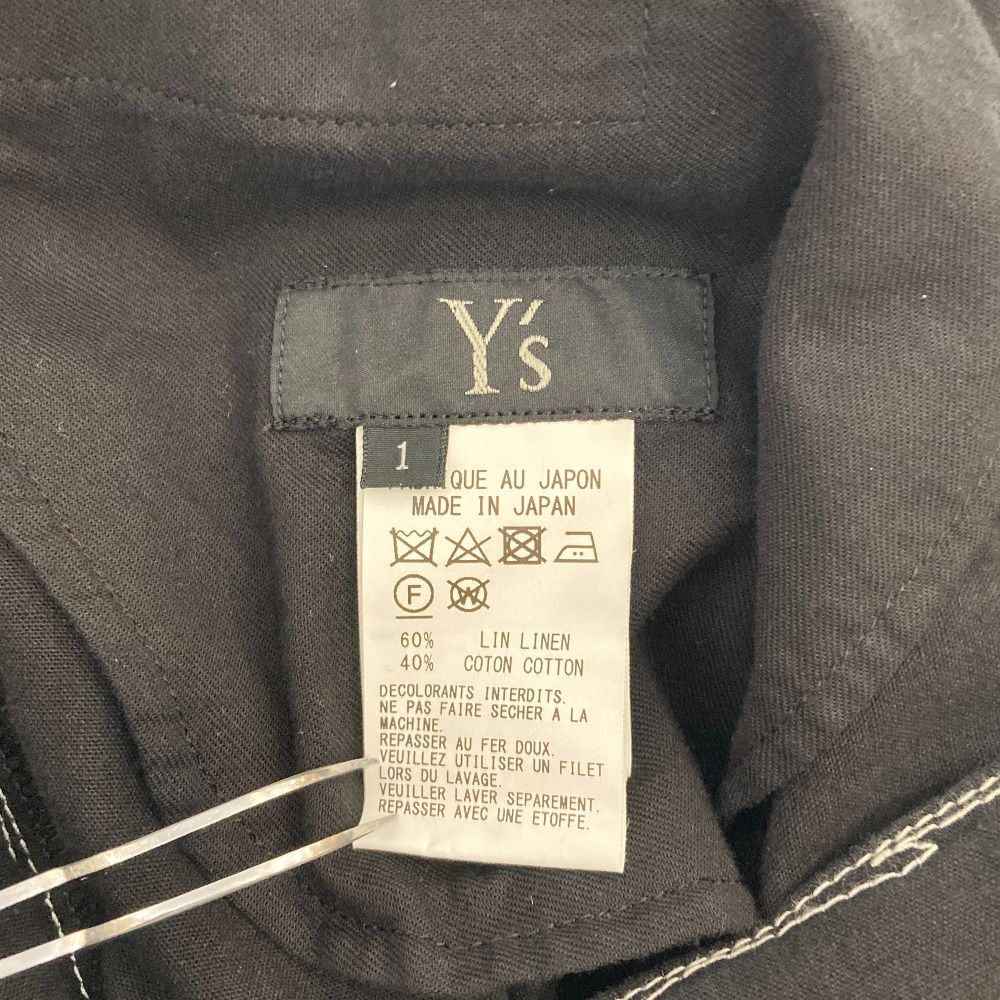 Y's
1
QUE AU JAPON
MADE IN JAPAN
F W
60% LIN LINEN
40% COTON COTTON
DECOLORANTS INTERDITS.
NE PAS FAIRE SECHER A LA
MACHINE.
REPASSER AU FER DOUX.
VEUILLEZ UTILISER UN FILET
LORS DU LAVAGE.
VEUILLER LAVER SEPAREMENT.
REPASSER AVEC UNE ETOFFE.